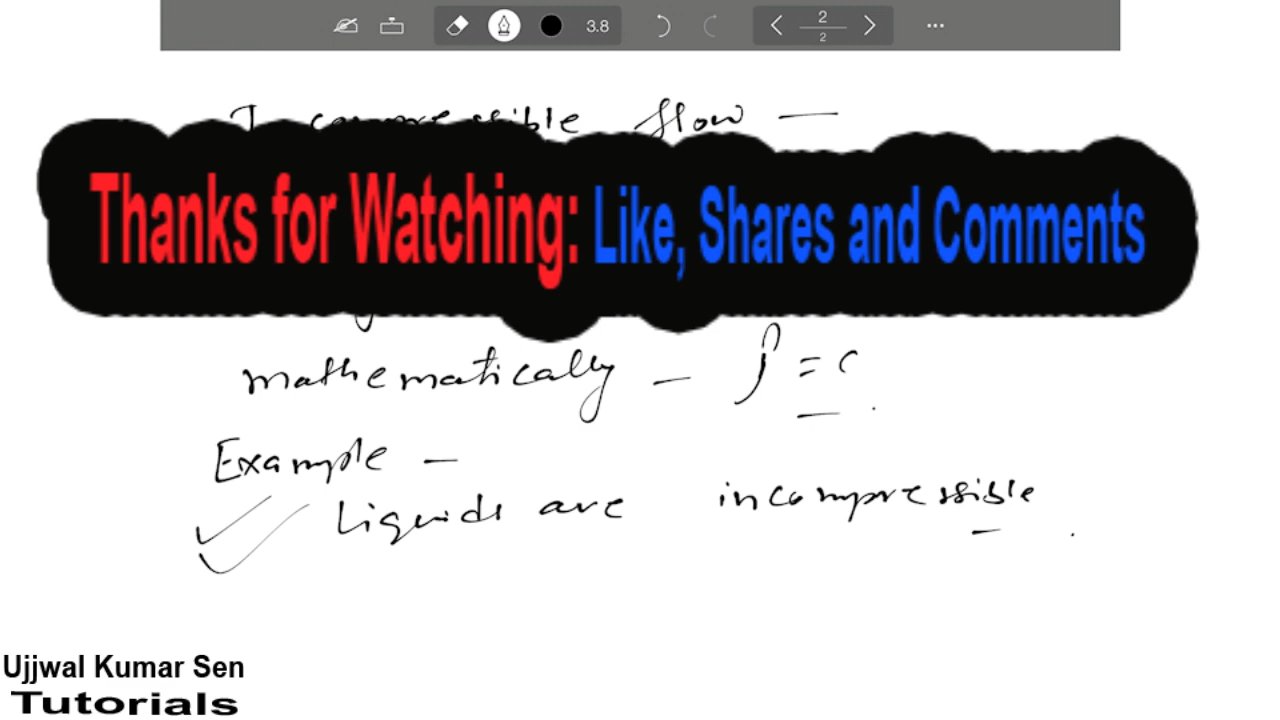 3.8
2
2
Incompressible flow —
Thanks for Watching: Like, Shares and Comments
mathematically — ρ = c
Example —
Liquids are incompressible
Ujjwal Kumar Sen
Tutorials